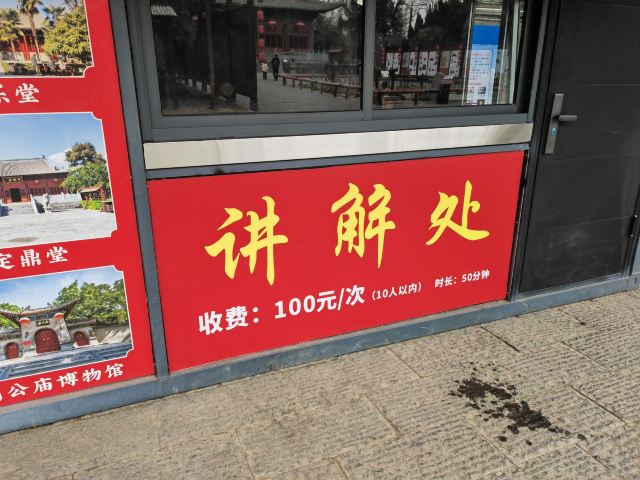 乐堂
定鼎堂
公庙博物馆
讲解处
收费：100元/次（10人以内） 时长：50分钟